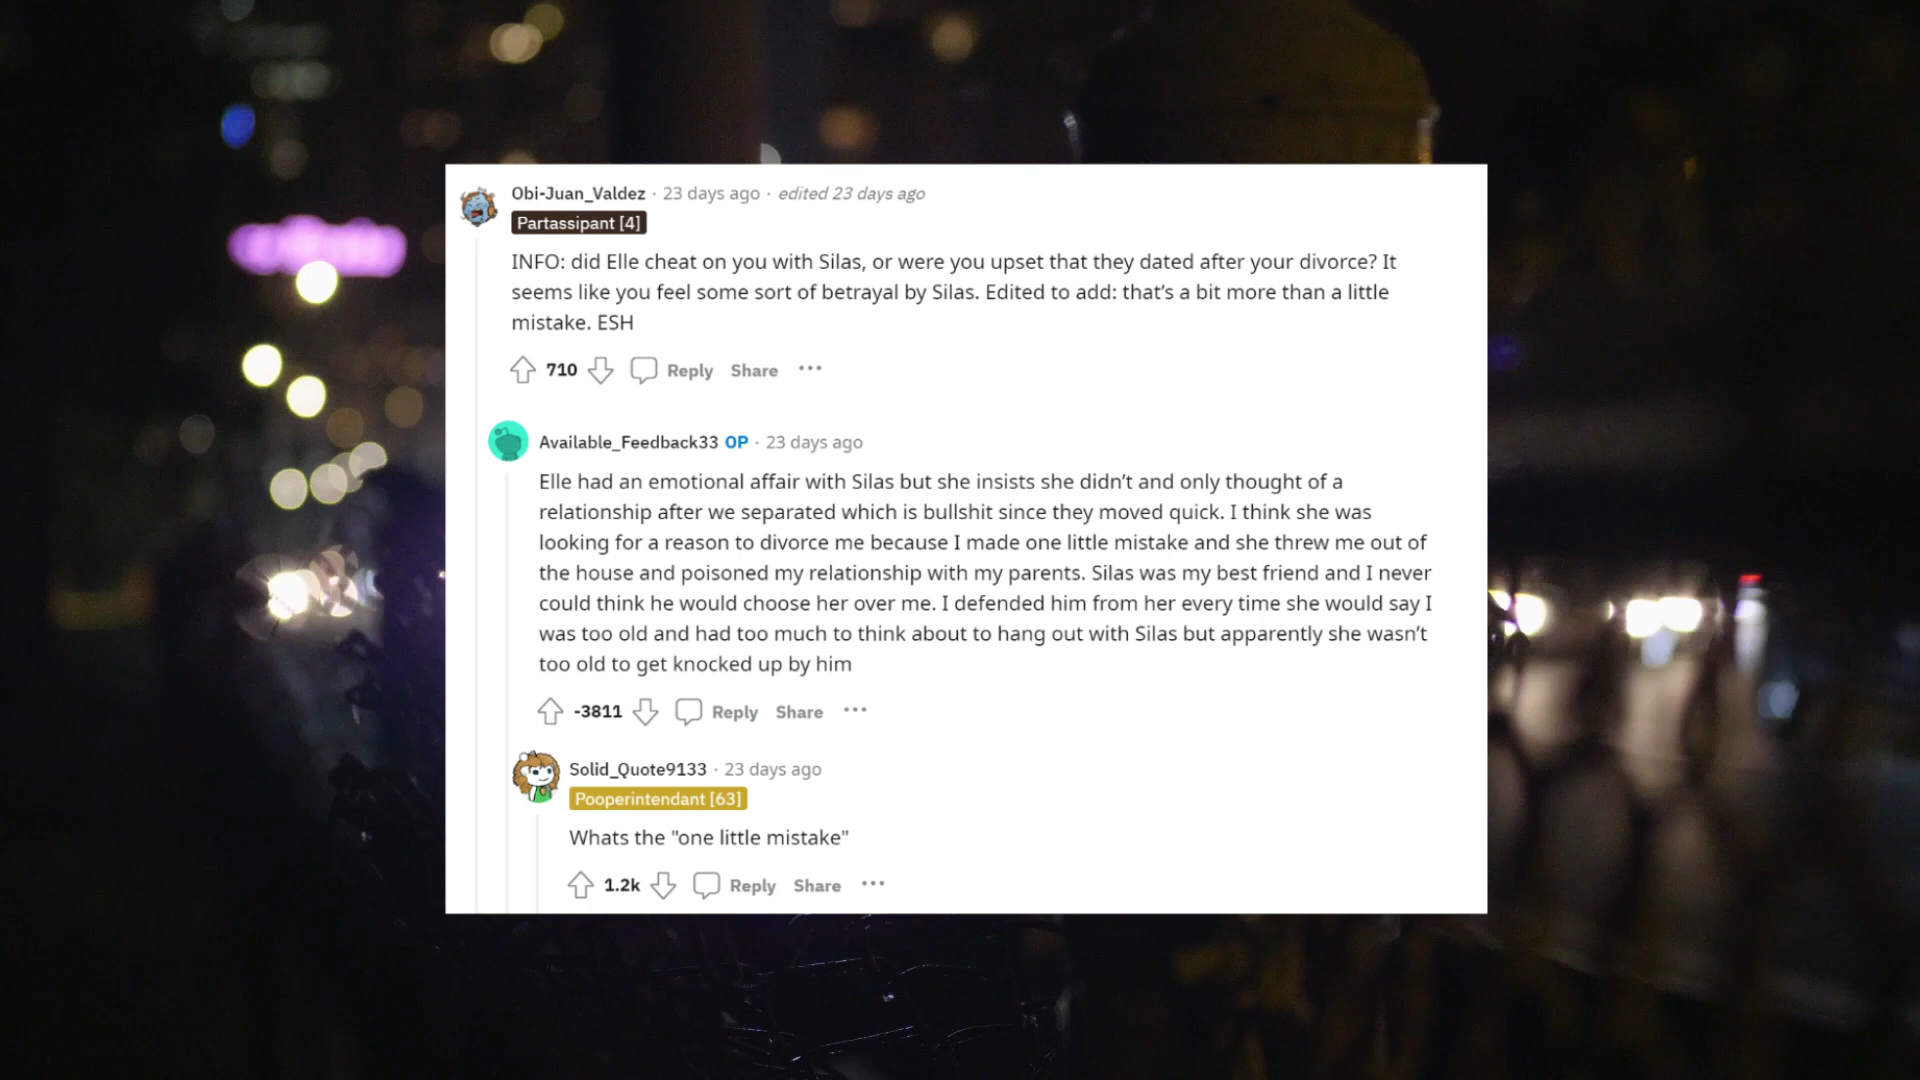 Obi-Juan_Valdez · 23 days ago · edited 23 days ago
Partassipant [4]
INFO: did Elle cheat on you with Silas, or were you upset that they dated after your divorce? It
seems like you feel some sort of betrayal by Silas. Edited to add: that’s a bit more than a little
mistake. ESH
710 Reply Share ···
Available_Feedback33 OP · 23 days ago
Elle had an emotional affair with Silas but she insists she didn’t and only thought of a
relationship after we separated which is bullshit since they moved quick. I think she was
looking for a reason to divorce me because I made one little mistake and she threw me out of
the house and poisoned my relationship with my parents. Silas was my best friend and I never
could think he would choose her over me. I defended him from her every time she would say I
was too old and had too much to think about to hang out with Silas but apparently she wasn’t
too old to get knocked up by him
-3811 Reply Share ···
Solid_Quote9133 · 23 days ago
Pooperintendant [63]
Whats the "one little mistake"
1.2k Reply Share ···